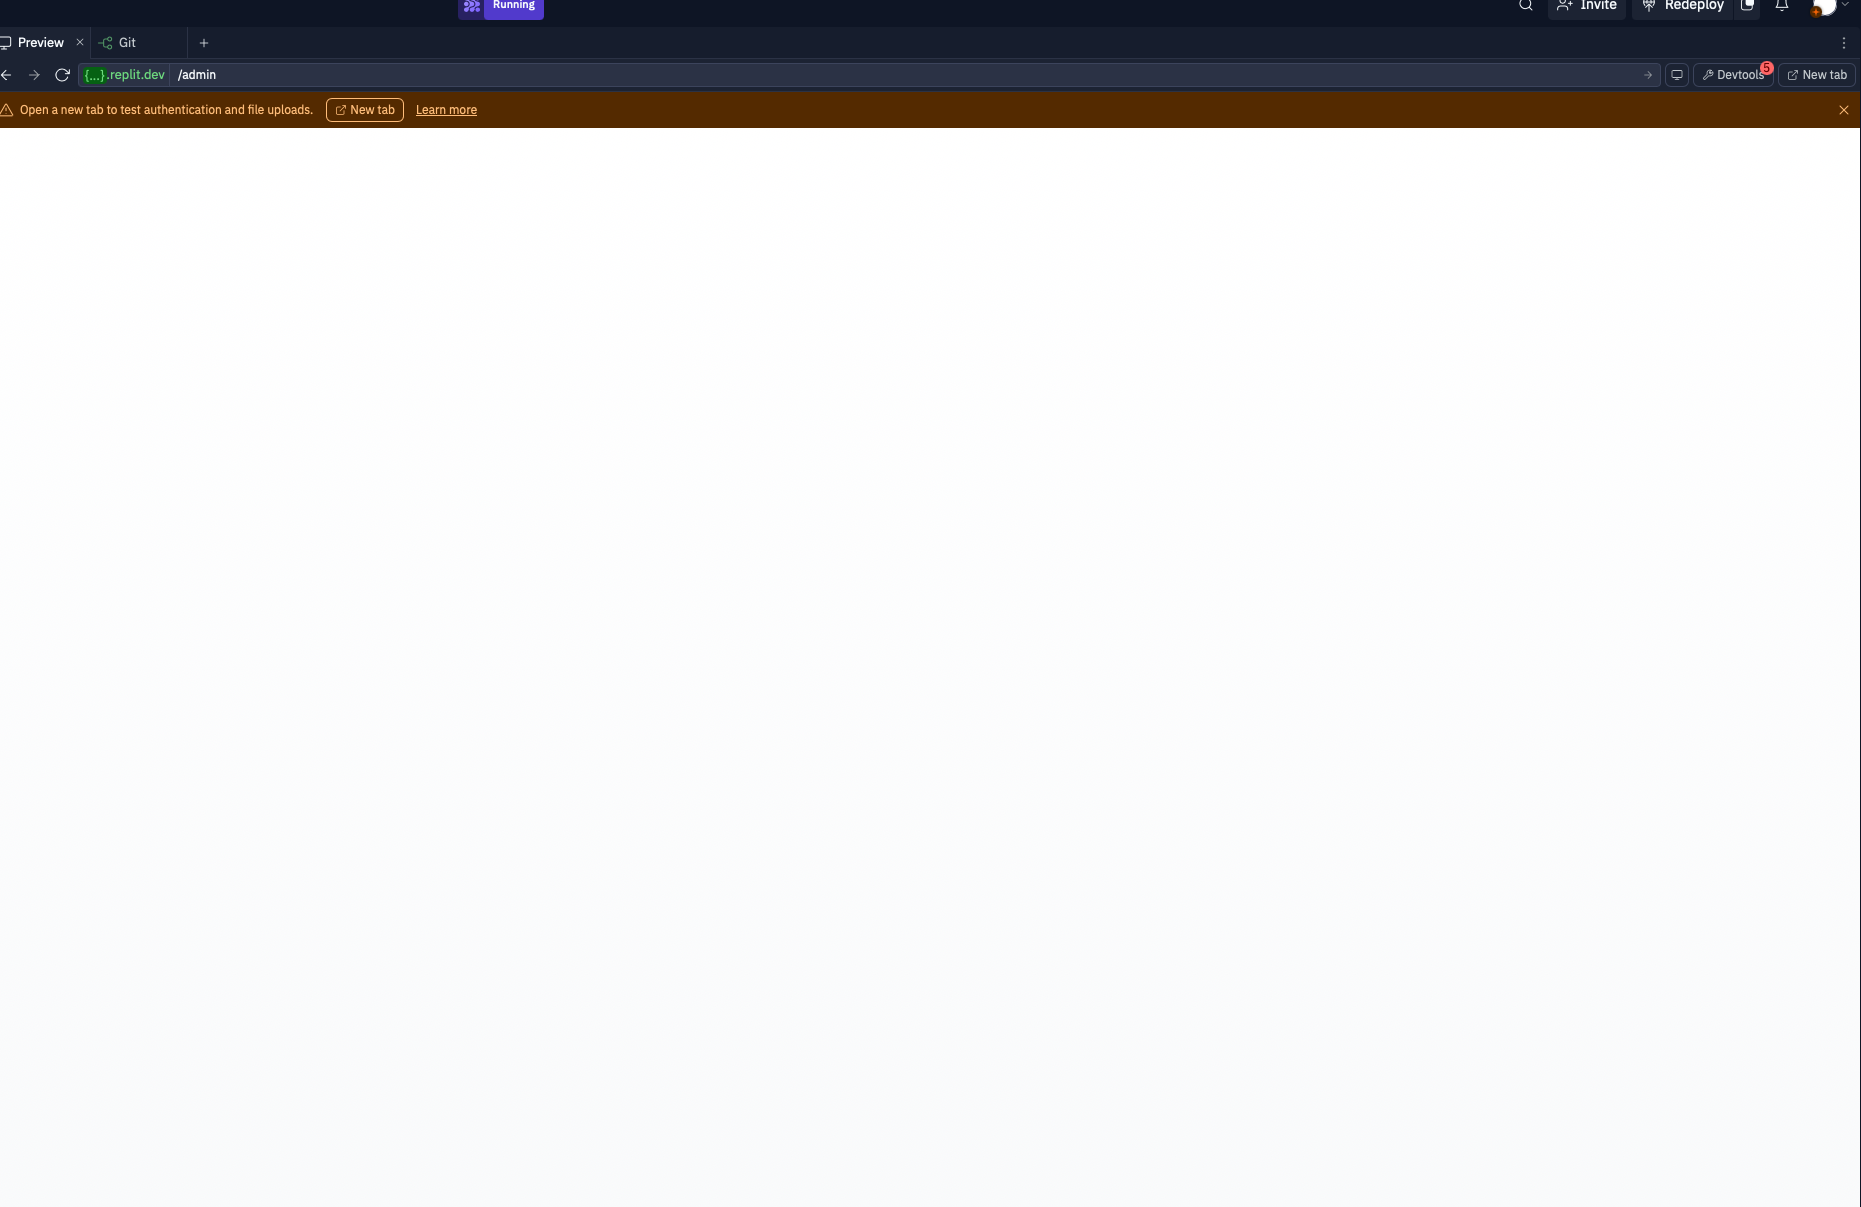 Running
Invite
Redeploy
Preview
Git
{...}.replit.dev
/admin
Devtools
5
New tab
Open a new tab to test authentication and file uploads.
New tab
Learn more